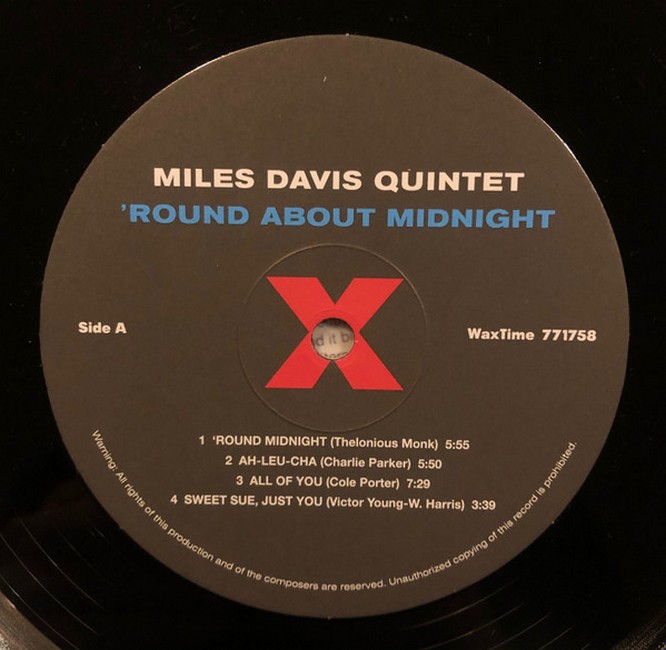 MILES DAVIS QUINTET
'ROUND ABOUT MIDNIGHT
Side A
X
WaxTime 771758
d it b
1 'ROUND MIDNIGHT (Thelonious Monk) 5:55
2 AH-LEU-CHA (Charlie Parker) 5:50
3 ALL OF YOU (Cole Porter) 7:29
4 SWEET SUE, JUST YOU (Victor Young-W. Harris) 3:39
Warning: All rights of this production and of the composers are reserved. Unauthorized copying of this record is prohibited.